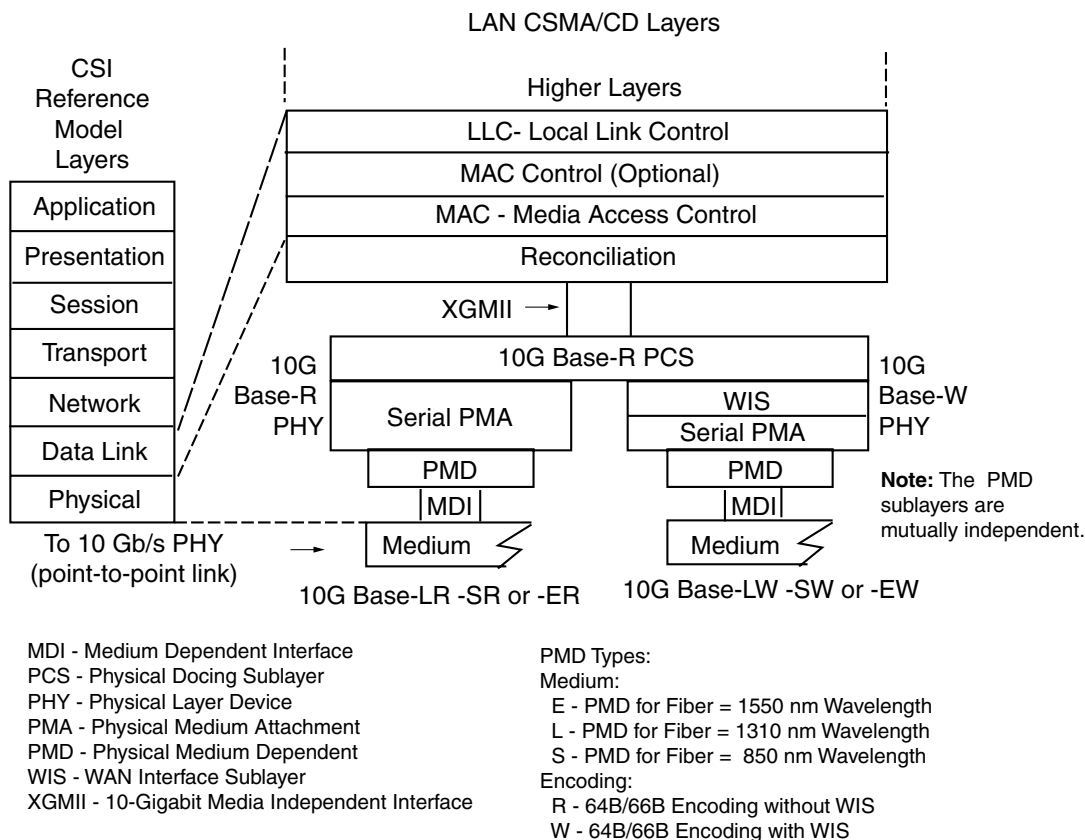 LAN CSMA/CD Layers
CSI
Reference
Model
Layers
Higher Layers
LLC- Local Link Control
MAC Control (Optional)
MAC - Media Access Control
Reconciliation
Application
Presentation
Session
Transport
Network
Data Link
Physical
XGMII
10G Base-R PCS
10G
Base-R
PHY
Serial PMA
WIS
Serial PMA
10G
Base-W
PHY
PMD
PMD
MDI
MDI
Medium
Medium
Note: The PMD
sublayers are
mutually independent.
To 10 Gb/s PHY
(point-to-point link)
10G Base-LR -SR or -ER
10G Base-LW -SW or -EW
MDI - Medium Dependent Interface
PCS - Physical Docing Sublayer
PHY - Physical Layer Device
PMA - Physical Medium Attachment
PMD - Physical Medium Dependent
WIS - WAN Interface Sublayer
XGMII - 10-Gigabit Media Independent Interface
PMD Types:
Medium:
E - PMD for Fiber = 1550 nm Wavelength
L - PMD for Fiber = 1310 nm Wavelength
S - PMD for Fiber = 850 nm Wavelength
Encoding:
R - 64B/66B Encoding without WIS
W - 64B/66B Encoding with WIS